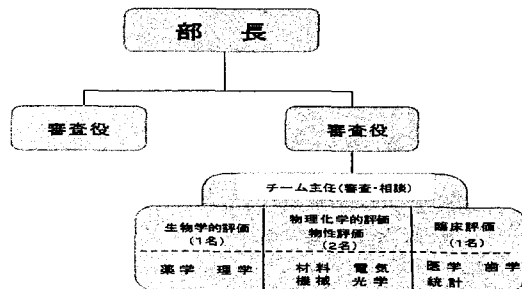 部 長
審査役
審査役
チーム主任(審査・相談)
生物学的評価
(1名)
薬学 理学
物理化学的評価
物性評価
(2名)
材料 電気
機械 光学
臨床評価
(1名)
医学 歯学
統計